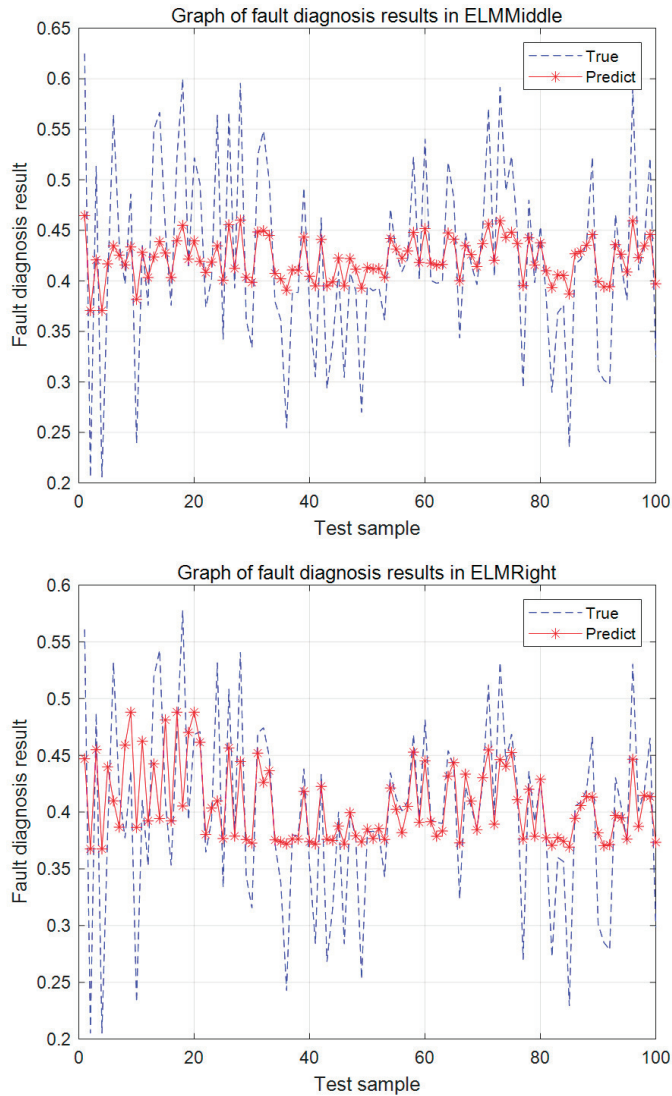 Graph of fault diagnosis results in ELMMiddle
0.65
0.6
0.55
0.5
0.45
0.4
0.35
0.3
0.25
0.2
Fault diagnosis result
True
Predict
0 20 40 60 80 100
Test sample
Graph of fault diagnosis results in ELMRight
0.6
0.55
0.5
0.45
0.4
0.35
0.3
0.25
0.2
Fault diagnosis result
True
Predict
0 20 40 60 80 100
Test sample